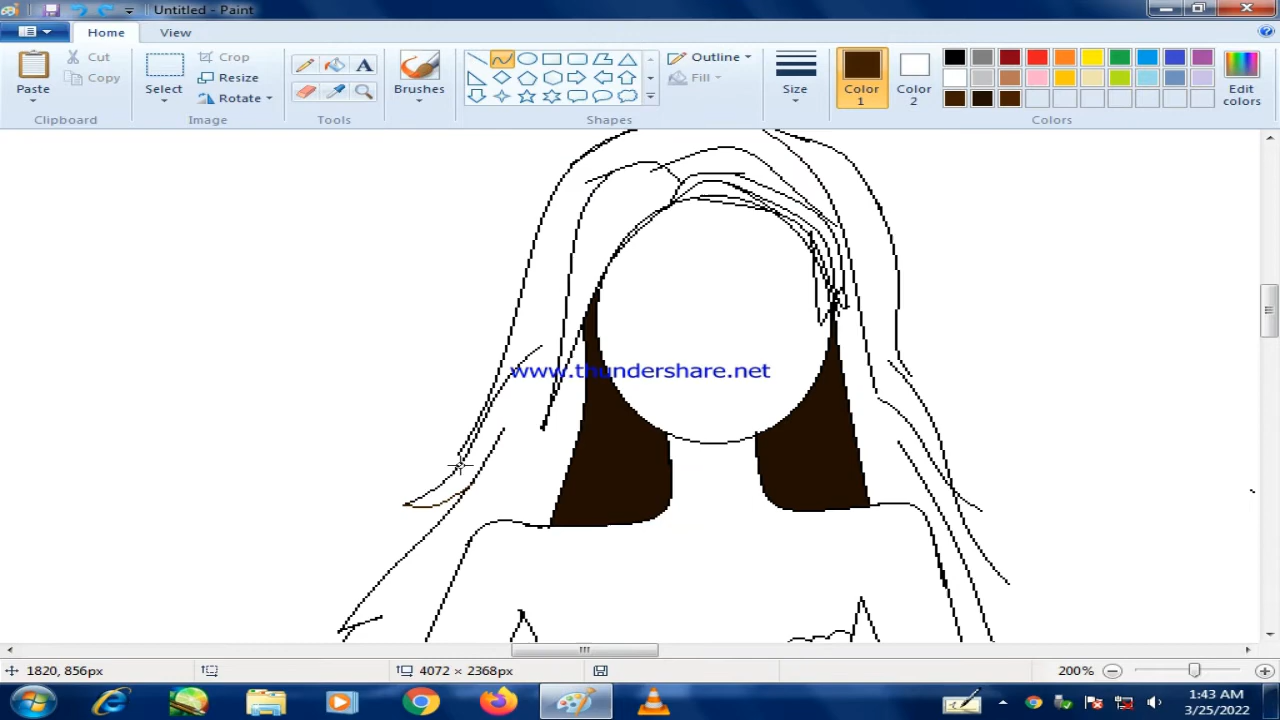 Untitled - Paint
Home View
Paste
Clipboard
Cut
Copy
Select
Crop
Resize
Rotate
Image
A
Tools
Brushes
Shapes
Outline
Fill
Size
Color 1
Color 2
Edit colors
Colors
www.thundershare.net
1820, 856px
4072 × 2368px
200%
1:43 AM
3/25/2022